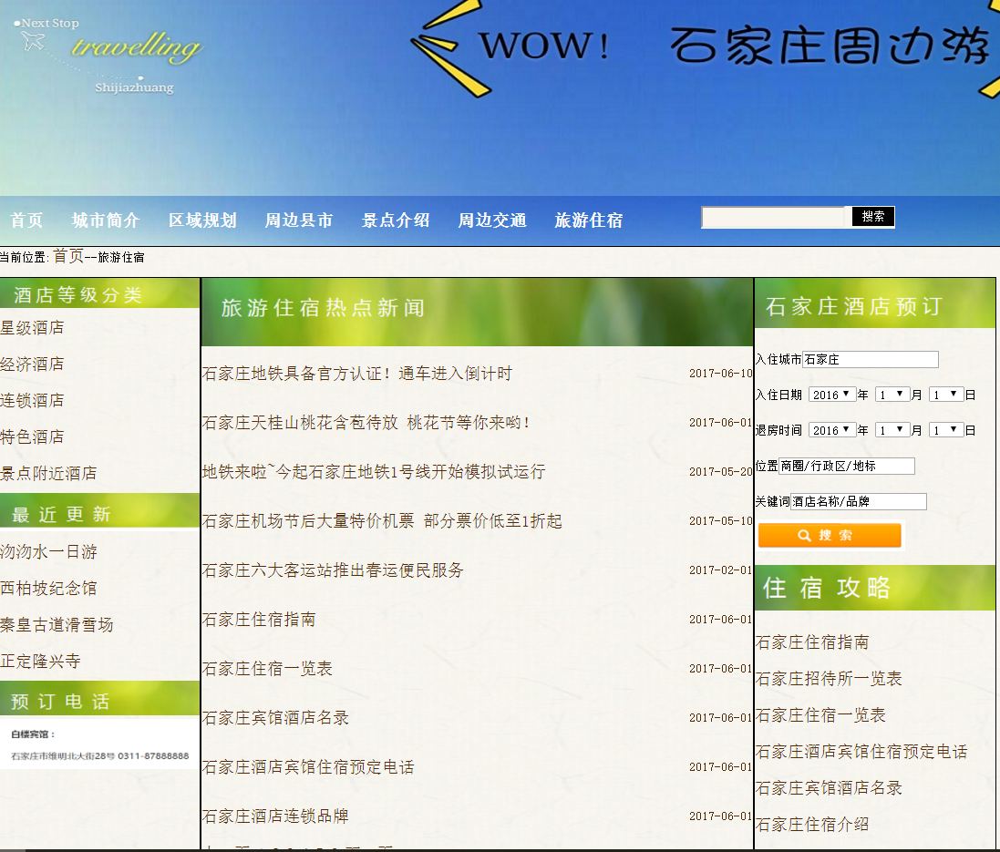 Next Stop
travelling
Shijiazhuang
WOW! 石家庄周边游
首页 城市简介 区域规划 周边县市 景点介绍 周边交通 旅游住宿 搜索
当前位置: 首页--旅游住宿
酒店等级分类
星级酒店
经济酒店
连锁酒店
特色酒店
景点附近酒店
最近更新
沕沕水一日游
西柏坡纪念馆
秦皇古道滑雪场
正定隆兴寺
预订电话
白楼宾馆：
石家庄市维明北大街28号 0311-87888888
旅游住宿热点新闻
石家庄地铁具备官方认证！通车进入倒计时 2017-06-10
石家庄天桂山桃花含苞待放 桃花节等你来哟！ 2017-06-01
地铁来啦~今起石家庄地铁1号线开始模拟试运行 2017-05-20
石家庄机场节后大量特价机票 部分票价低至1折起 2017-05-10
石家庄六大客运站推出春运便民服务 2017-02-01
石家庄住宿指南 2017-06-01
石家庄住宿一览表 2017-06-01
石家庄宾馆酒店名录 2017-06-01
石家庄酒店宾馆住宿预定电话 2017-06-01
石家庄酒店连锁品牌 2017-06-01
石家庄酒店预订
入住城市 石家庄
入住日期 2016 年 1 月 1 日
退房时间 2016 年 1 月 1 日
位置 商圈/行政区/地标
关键词 酒店名称/品牌
搜 索
住宿攻略
石家庄住宿指南
石家庄招待所一览表
石家庄住宿一览表
石家庄酒店宾馆住宿预定电话
石家庄宾馆酒店名录
石家庄住宿介绍